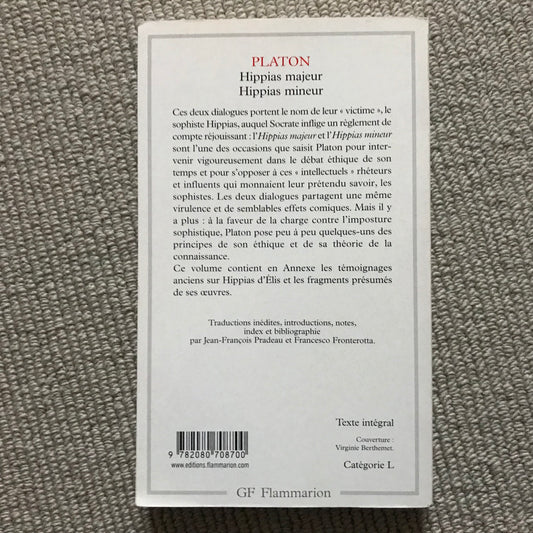 PLATON
Hippias majeur
Hippias mineur
Ces deux dialogues portent le nom de leur « victime », le
sophiste Hippias, auquel Socrate inflige un règlement de
compte réjouissant : l'Hippias majeur et l'Hippias mineur
sont l'une des occasions que saisit Platon pour inter-
venir vigoureusement dans le débat éthique de son
temps et pour s'opposer à ces « intellectuels » rhéteurs
et influents qui monnaient leur prétendu savoir, les
sophistes. Les deux dialogues partagent une même
virulence et de semblables effets comiques. Mais il y
a plus : à la faveur de la charge contre l'imposture
sophistique, Platon pose peu à peu quelques-uns des
principes de son éthique et de sa théorie de la
connaissance.
Ce volume contient en Annexe les témoignages
anciens sur Hippias d'Élis et les fragments présumés
de ses œuvres.
Traductions inédites, introductions, notes,
index et bibliographie
par Jean-François Pradeau et Francesco Fronterotta.
Texte intégral
Couverture :
Virginie Berthemet.
Catégorie L
9 782080 708700
www.editions.flammarion.com
GF Flammarion